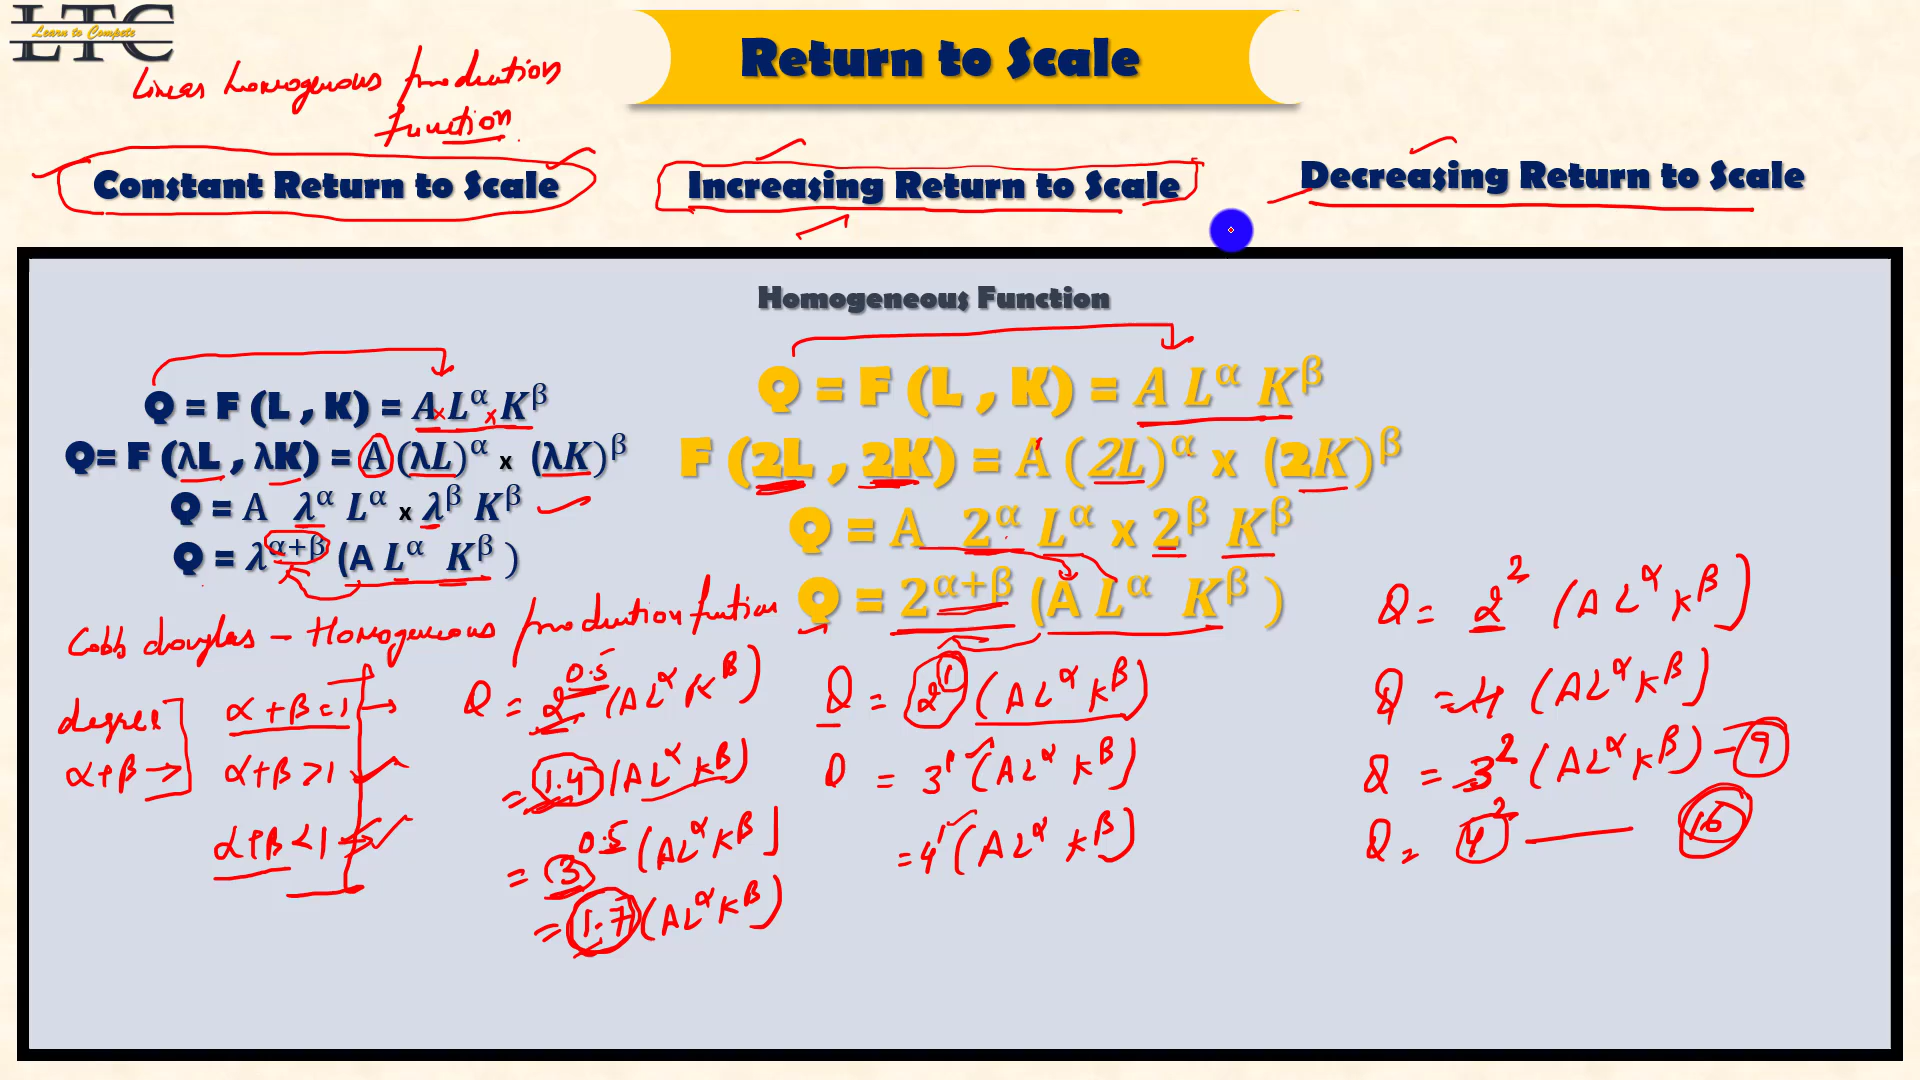 LTC
Learn to Compete
Return to Scale
Linear homogenous production
function
Constant Return to Scale
Increasing Return to Scale
Decreasing Return to Scale
Homogeneous Function
Q = F (L , K) = A × L^α × K^β
Q= F (λL , λK) = A (λL)^α x (λK)^β
Q = A λ^α L^α x λ^β K^β
Q = λ^(α+β) (A L^α K^β )
Q = F (L , K) = A L^α K^β
F (2L , 2K) = A (2L)^α x (2K)^β
Q = A 2^α L^α x 2^β K^β
Q = 2^(α+β) (A L^α K^β )
Cobb douglas – Homogeneous production function
degree
α+β →
α+β=1 →
α+β>1
α+β<1
Q = 2^0.5 (AL^α K^β)
= 1.4 (AL^α K^β)
= 3^0.5 (AL^α K^β)
= 1.7 (AL^α K^β)
Q = 2^1 (AL^α K^β)
Q = 3^1 (AL^α K^β)
= 4^1 (AL^α K^β)
Q = 2^2 (AL^α K^β)
Q = 4 (AL^α K^β)
Q = 3^2 (AL^α K^β) – 9
Q = 4^2 — 16